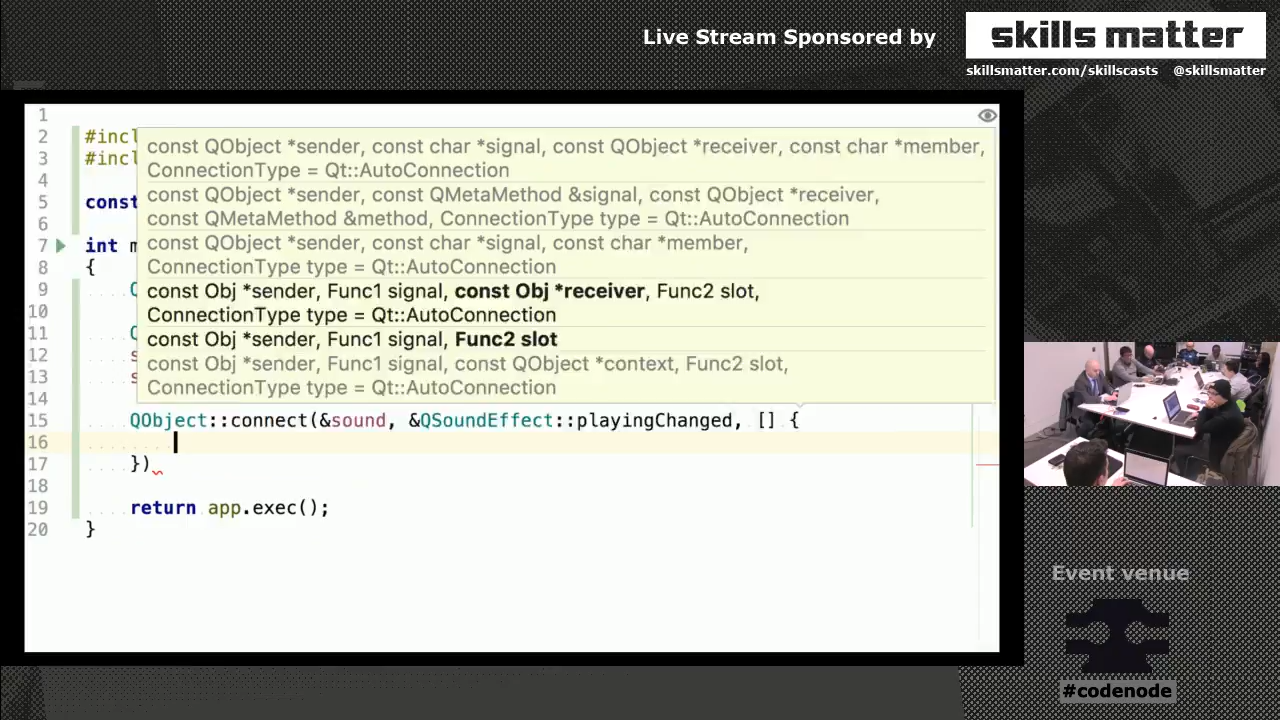 Live Stream Sponsored by
skills matter
skillsmatter.com/skillscasts @skillsmatter
1
2 #incl
3 #incl
const QObject *sender, const char *signal, const QObject *receiver, const char *member,
ConnectionType = Qt::AutoConnection
const QObject *sender, const QMetaMethod &signal, const QObject *receiver,
const QMetaMethod &method, ConnectionType type = Qt::AutoConnection
const QObject *sender, const char *signal, const char *member,
ConnectionType type = Qt::AutoConnection
const Obj *sender, Func1 signal, const Obj *receiver, Func2 slot,
ConnectionType type = Qt::AutoConnection
const Obj *sender, Func1 signal, Func2 slot
const Obj *sender, Func1 signal, const QObject *context, Func2 slot,
ConnectionType type = Qt::AutoConnection
4
5 const
6
7 int m
8 {
9
10
11
12 s
13 s
14
15 QObject::connect(&sound, &QSoundEffect::playingChanged, [] {
16
17 })
18
19 return app.exec();
20 }
Event venue
#codenode